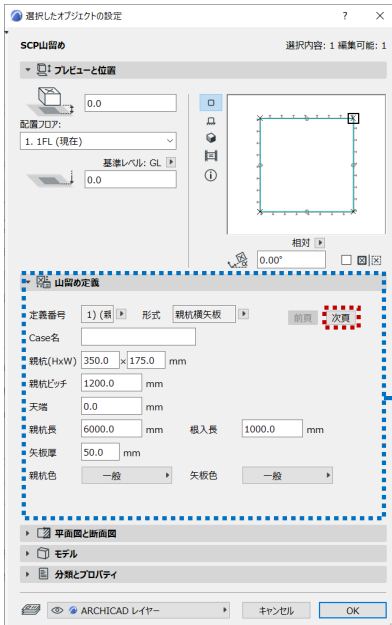 選択したオブジェクトの設定 ? ×
SCP山留め 選択内容: 1 編集可能: 1
プレビューと位置
0.0
配置フロア:
1. 1FL (現在)
基準レベル: GL
0.0
相対
0.00°
山留め定義
定義番号 1) (親 形式 親杭横矢板 前頁 次頁
Case名
親杭(HxW) 350.0 × 175.0 mm
親杭ピッチ 1200.0 mm
天端 0.0 mm
親杭長 6000.0 mm 根入長 1000.0 mm
矢板厚 50.0 mm
親杭色 一般 矢板色 一般
平面図と断面図
モデル
分類とプロパティ
ARCHICAD レイヤー キャンセル OK